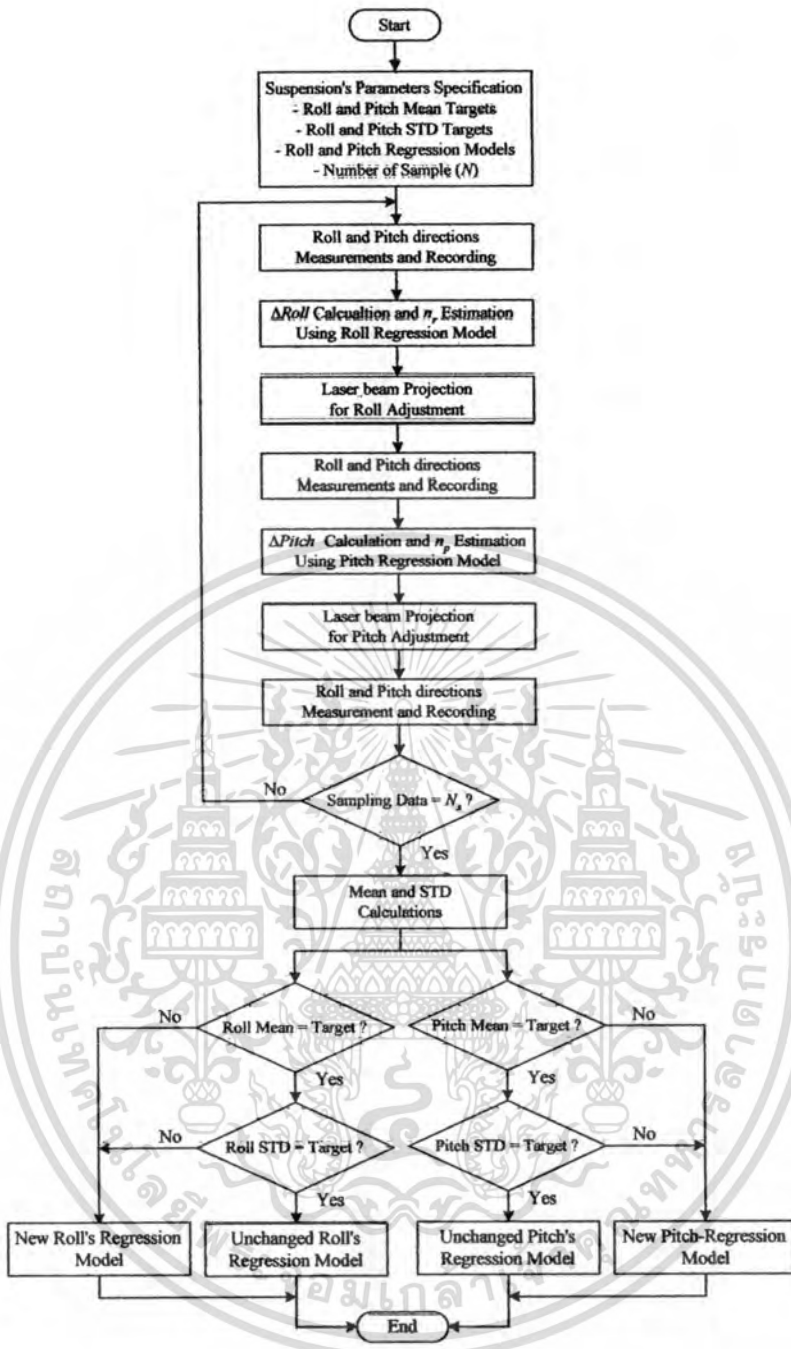 Start
Suspension's Parameters Specification
- Roll and Pitch Mean Targets
- Roll and Pitch STD Targets
- Roll and Pitch Regression Models
- Number of Sample (N)
Roll and Pitch directions
Measurements and Recording
ΔRoll Calcualtion and nr Estimation
Using Roll Regression Model
Laser beam Projection
for Roll Adjustment
Roll and Pitch directions
Measurements and Recording
ΔPitch Calculation and np Estimation
Using Pitch Regression Model
Laser beam Projection
for Pitch Adjustment
Roll and Pitch directions
Measurement and Recording
No
Sampling Data = Ns ?
Yes
Mean and STD
Calculations
No
Roll Mean = Target ?
Pitch Mean = Target ?
No
Yes
Yes
No
Roll STD = Target ?
Pitch STD = Target ?
No
Yes
Yes
New Roll's Regression
Model
Unchanged Roll's
Regression Model
Unchanged Pitch's
Regression Model
New Pitch-Regression
Model
End